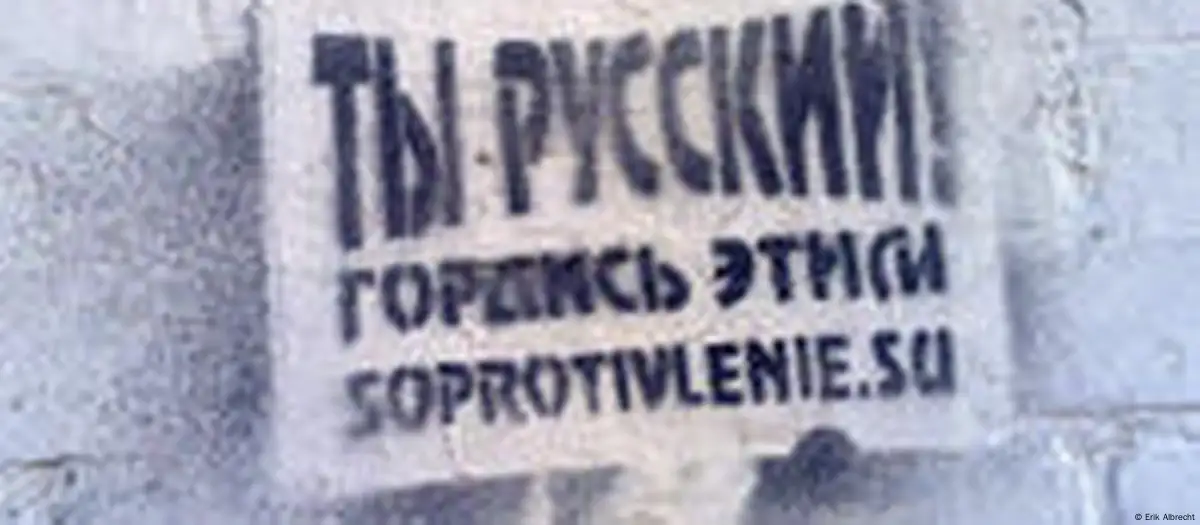 ТЫ РУССКИЙ!
ГОРДИСЬ ЭТИМ
SOPROTIVLENIE.SU
© Erik Albrecht